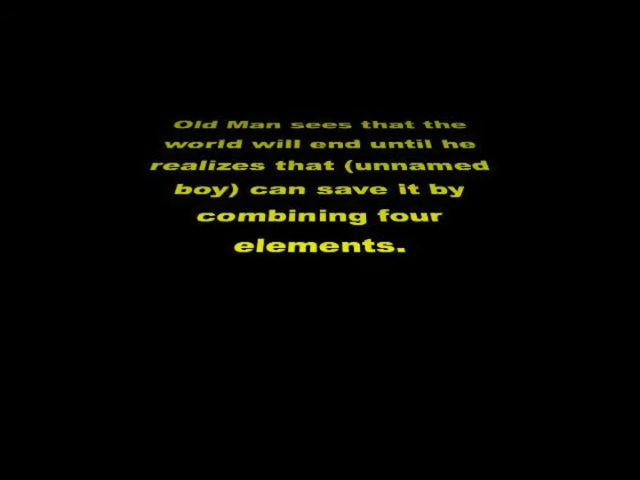 Old Man sees that the
world will end until he
realizes that (unnamed
boy) can save it by
combining four
elements.